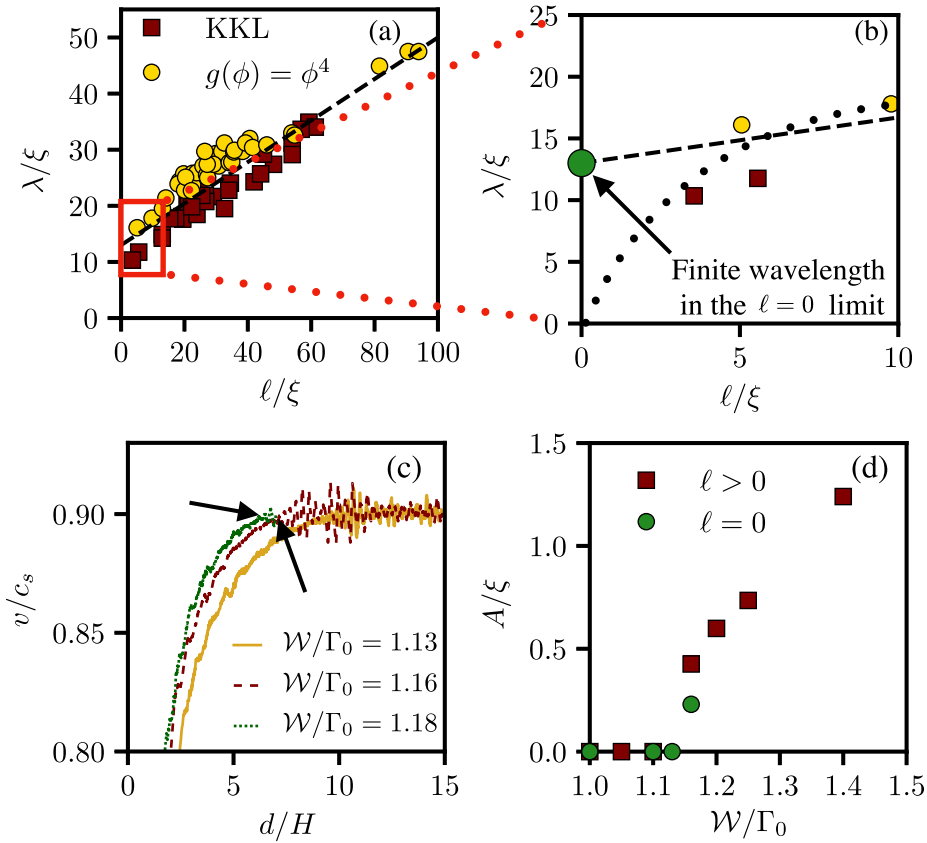 (a)
KKL
g(ϕ) = ϕ⁴
50
40
30
20
10
0
λ/ξ
0 20 40 60 80 100
ℓ/ξ
(b)
25
20
15
10
5
0
λ/ξ
Finite wavelength
in the ℓ = 0 limit
0 5 10
ℓ/ξ
(c)
0.90
0.85
0.80
v/cₛ
𝒲/Γ₀ = 1.13
𝒲/Γ₀ = 1.16
𝒲/Γ₀ = 1.18
0 5 10 15
d/H
(d)
ℓ > 0
ℓ = 0
1.5
1.0
0.5
0.0
A/ξ
1.0 1.1 1.2 1.3 1.4 1.5
𝒲/Γ₀